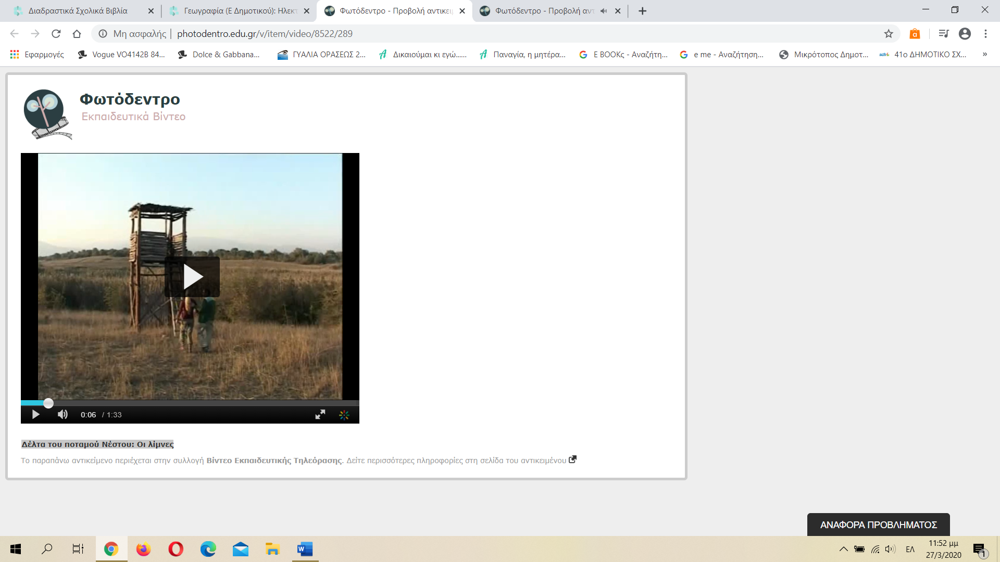 Διαδραστικά Σχολικά Βιβλία
Γεωγραφία (Ε Δημοτικού): Ηλεκτ
Φωτόδεντρο - Προβολή αντικει
Φωτόδεντρο - Προβολή αντ
Μη ασφαλής | photodentro.edu.gr/v/item/video/8522/289
Εφαρμογές
Vogue VO4142B 84...
Dolce & Gabbana...
ΓΥΑΛΙΑ ΟΡΑΣΕΩΣ 2...
Δικαιούμαι κι εγώ......
Παναγία, η μητέρα...
E BOOKς - Αναζήτη...
e me - Αναζήτηση...
Μικρότοπος Δημοτ...
41ο ΔΗΜΟΤΙΚΟ ΣΧ...
»
Φωτόδεντρο
Εκπαιδευτικά Βίντεο
0:06 / 1:33
Δέλτα του ποταμού Νέστου: Οι λίμνες
Το παραπάνω αντικείμενο περιέχεται στην συλλογή Βίντεο Εκπαιδευτικής Τηλεόρασης. Δείτε περισσότερες πληροφορίες στη σελίδα του αντικειμένου
ΑΝΑΦΟΡΑ ΠΡΟΒΛΗΜΑΤΟΣ
ΕΛ
11:52 μμ
27/3/2020
1